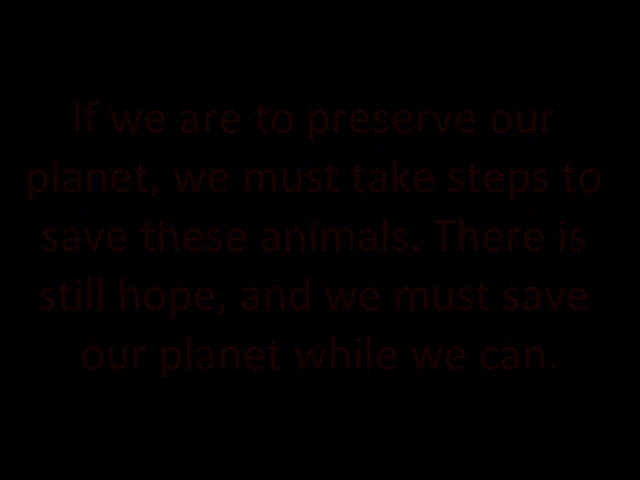 If we are to preserve our
planet, we must take steps to
save these animals. There is
still hope, and we must save
our planet while we can.